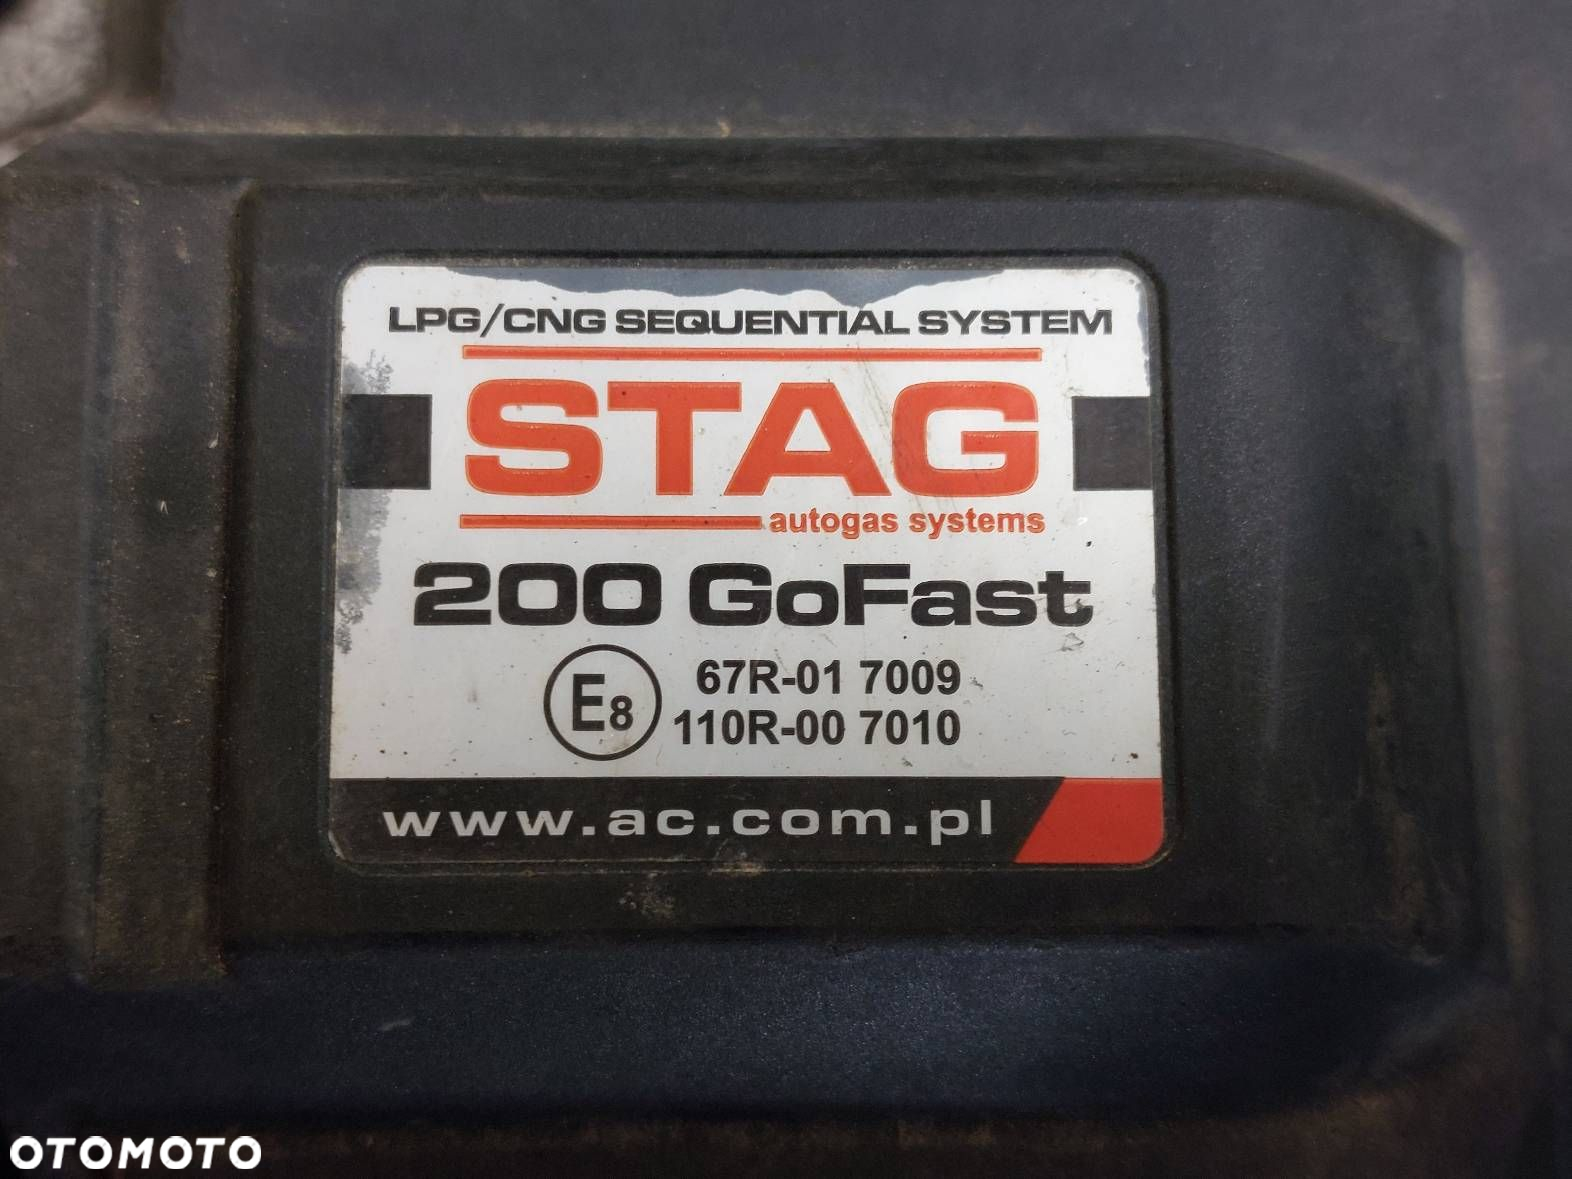 LPG/CNG SEQUENTIAL SYSTEM
STAG
autogas systems
200 GoFast
E8 67R-01 7009
110R-00 7010
www.ac.com.pl
OTOMOTO